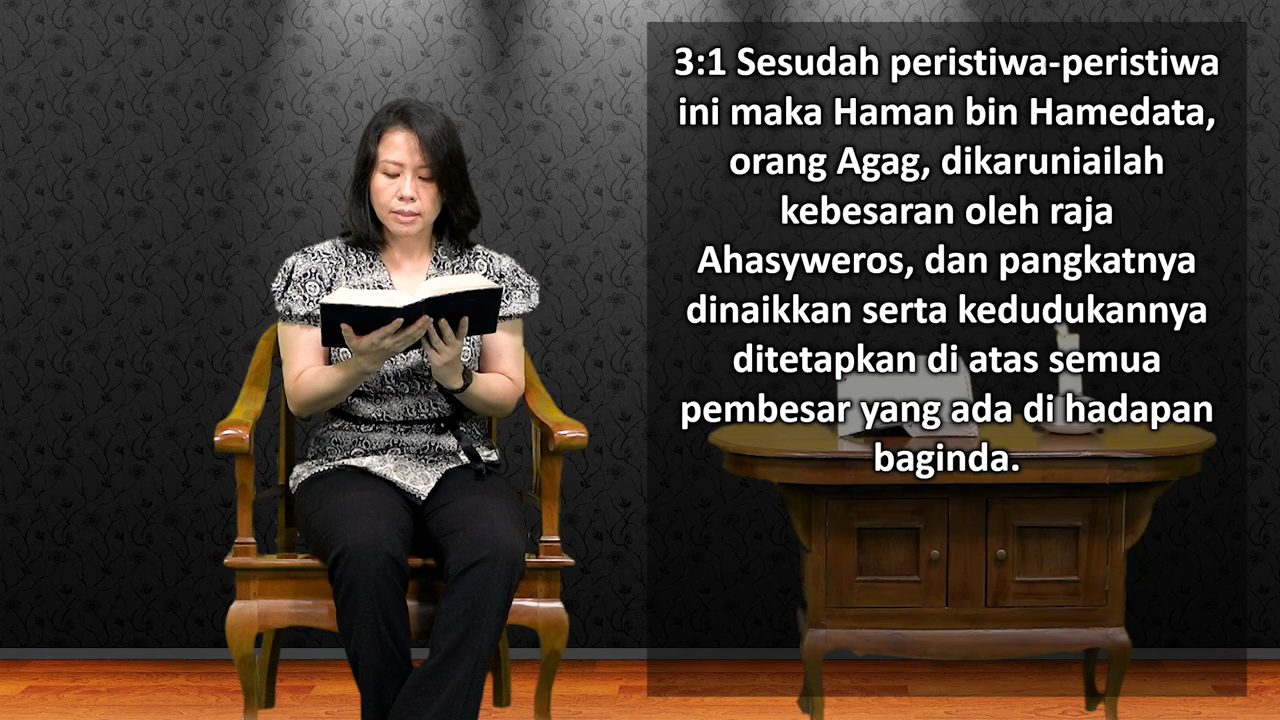 3:1 Sesudah peristiwa-peristiwa
ini maka Haman bin Hamedata,
orang Agag, dikaruniailah
kebesaran oleh raja
Ahasyweros, dan pangkatnya
dinaikkan serta kedudukannya
ditetapkan di atas semua
pembesar yang ada di hadapan
baginda.